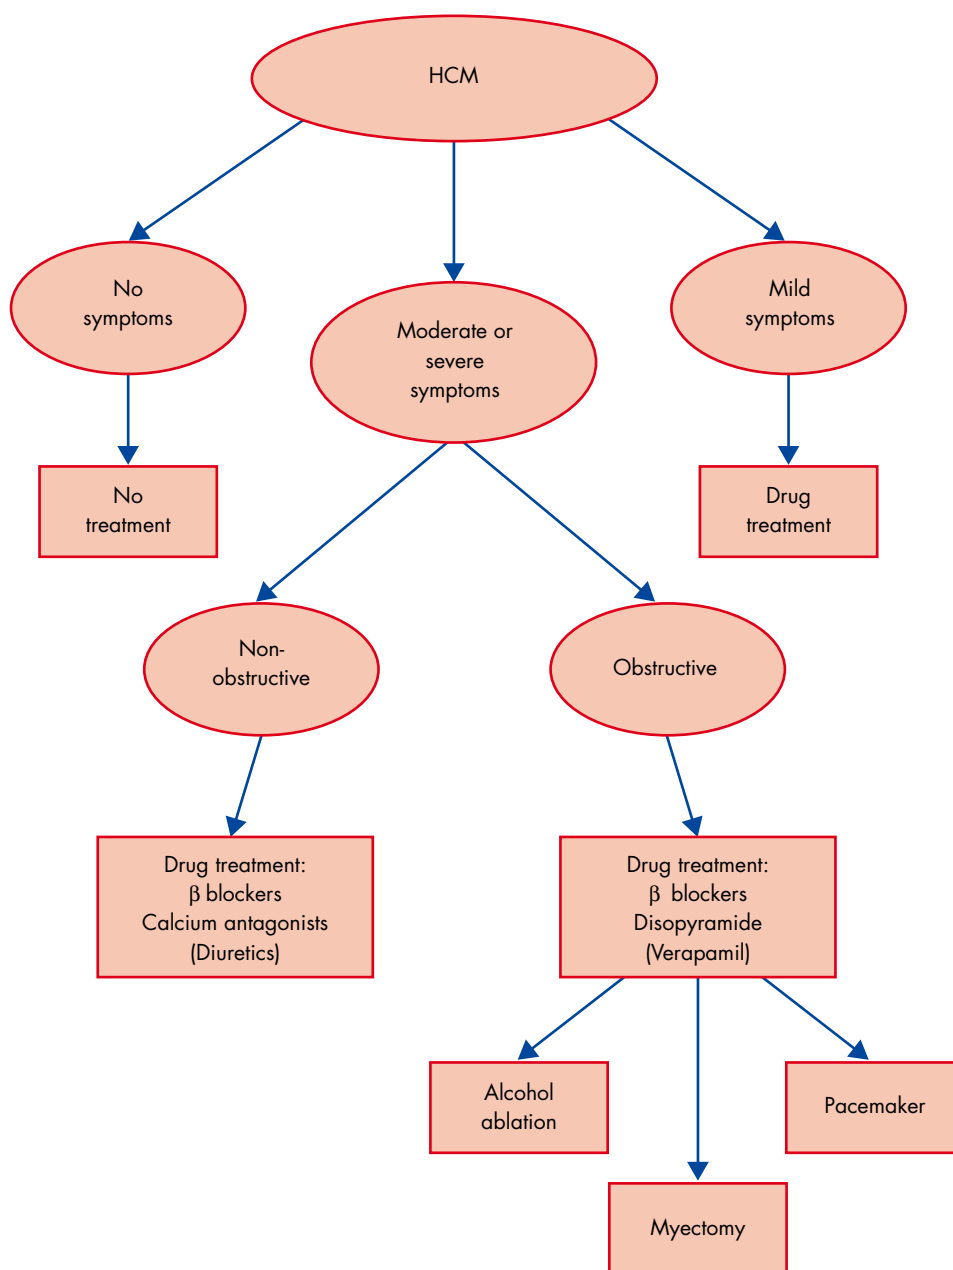 HCM
No
symptoms
Moderate or
severe
symptoms
Mild
symptoms
No
treatment
Drug
treatment
Non-
obstructive
Obstructive
Drug treatment:
β blockers
Calcium antagonists
(Diuretics)
Drug treatment:
β blockers
Disopyramide
(Verapamil)
Alcohol
ablation
Pacemaker
Myectomy